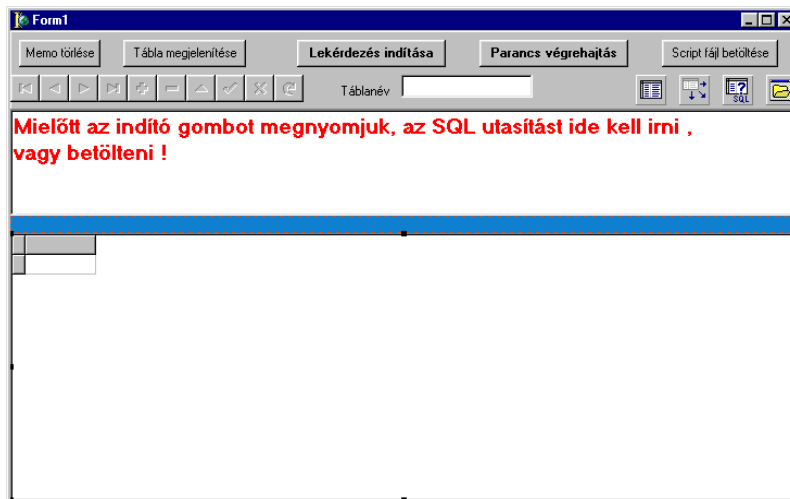 Form1
Memo törlése Tábla megjelenítése Lekérdezés indítása Parancs végrehajtás Script fájl betöltése
Táblanév
SQL
Mielőtt az indító gombot megnyomjuk, az SQL utasítást ide kell irni ,
vagy betölteni !